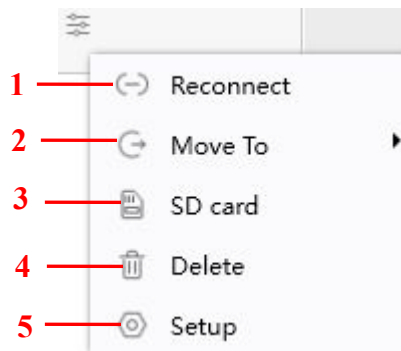 1 Reconnect
2 Move To
3 SD card
4 Delete
5 Setup